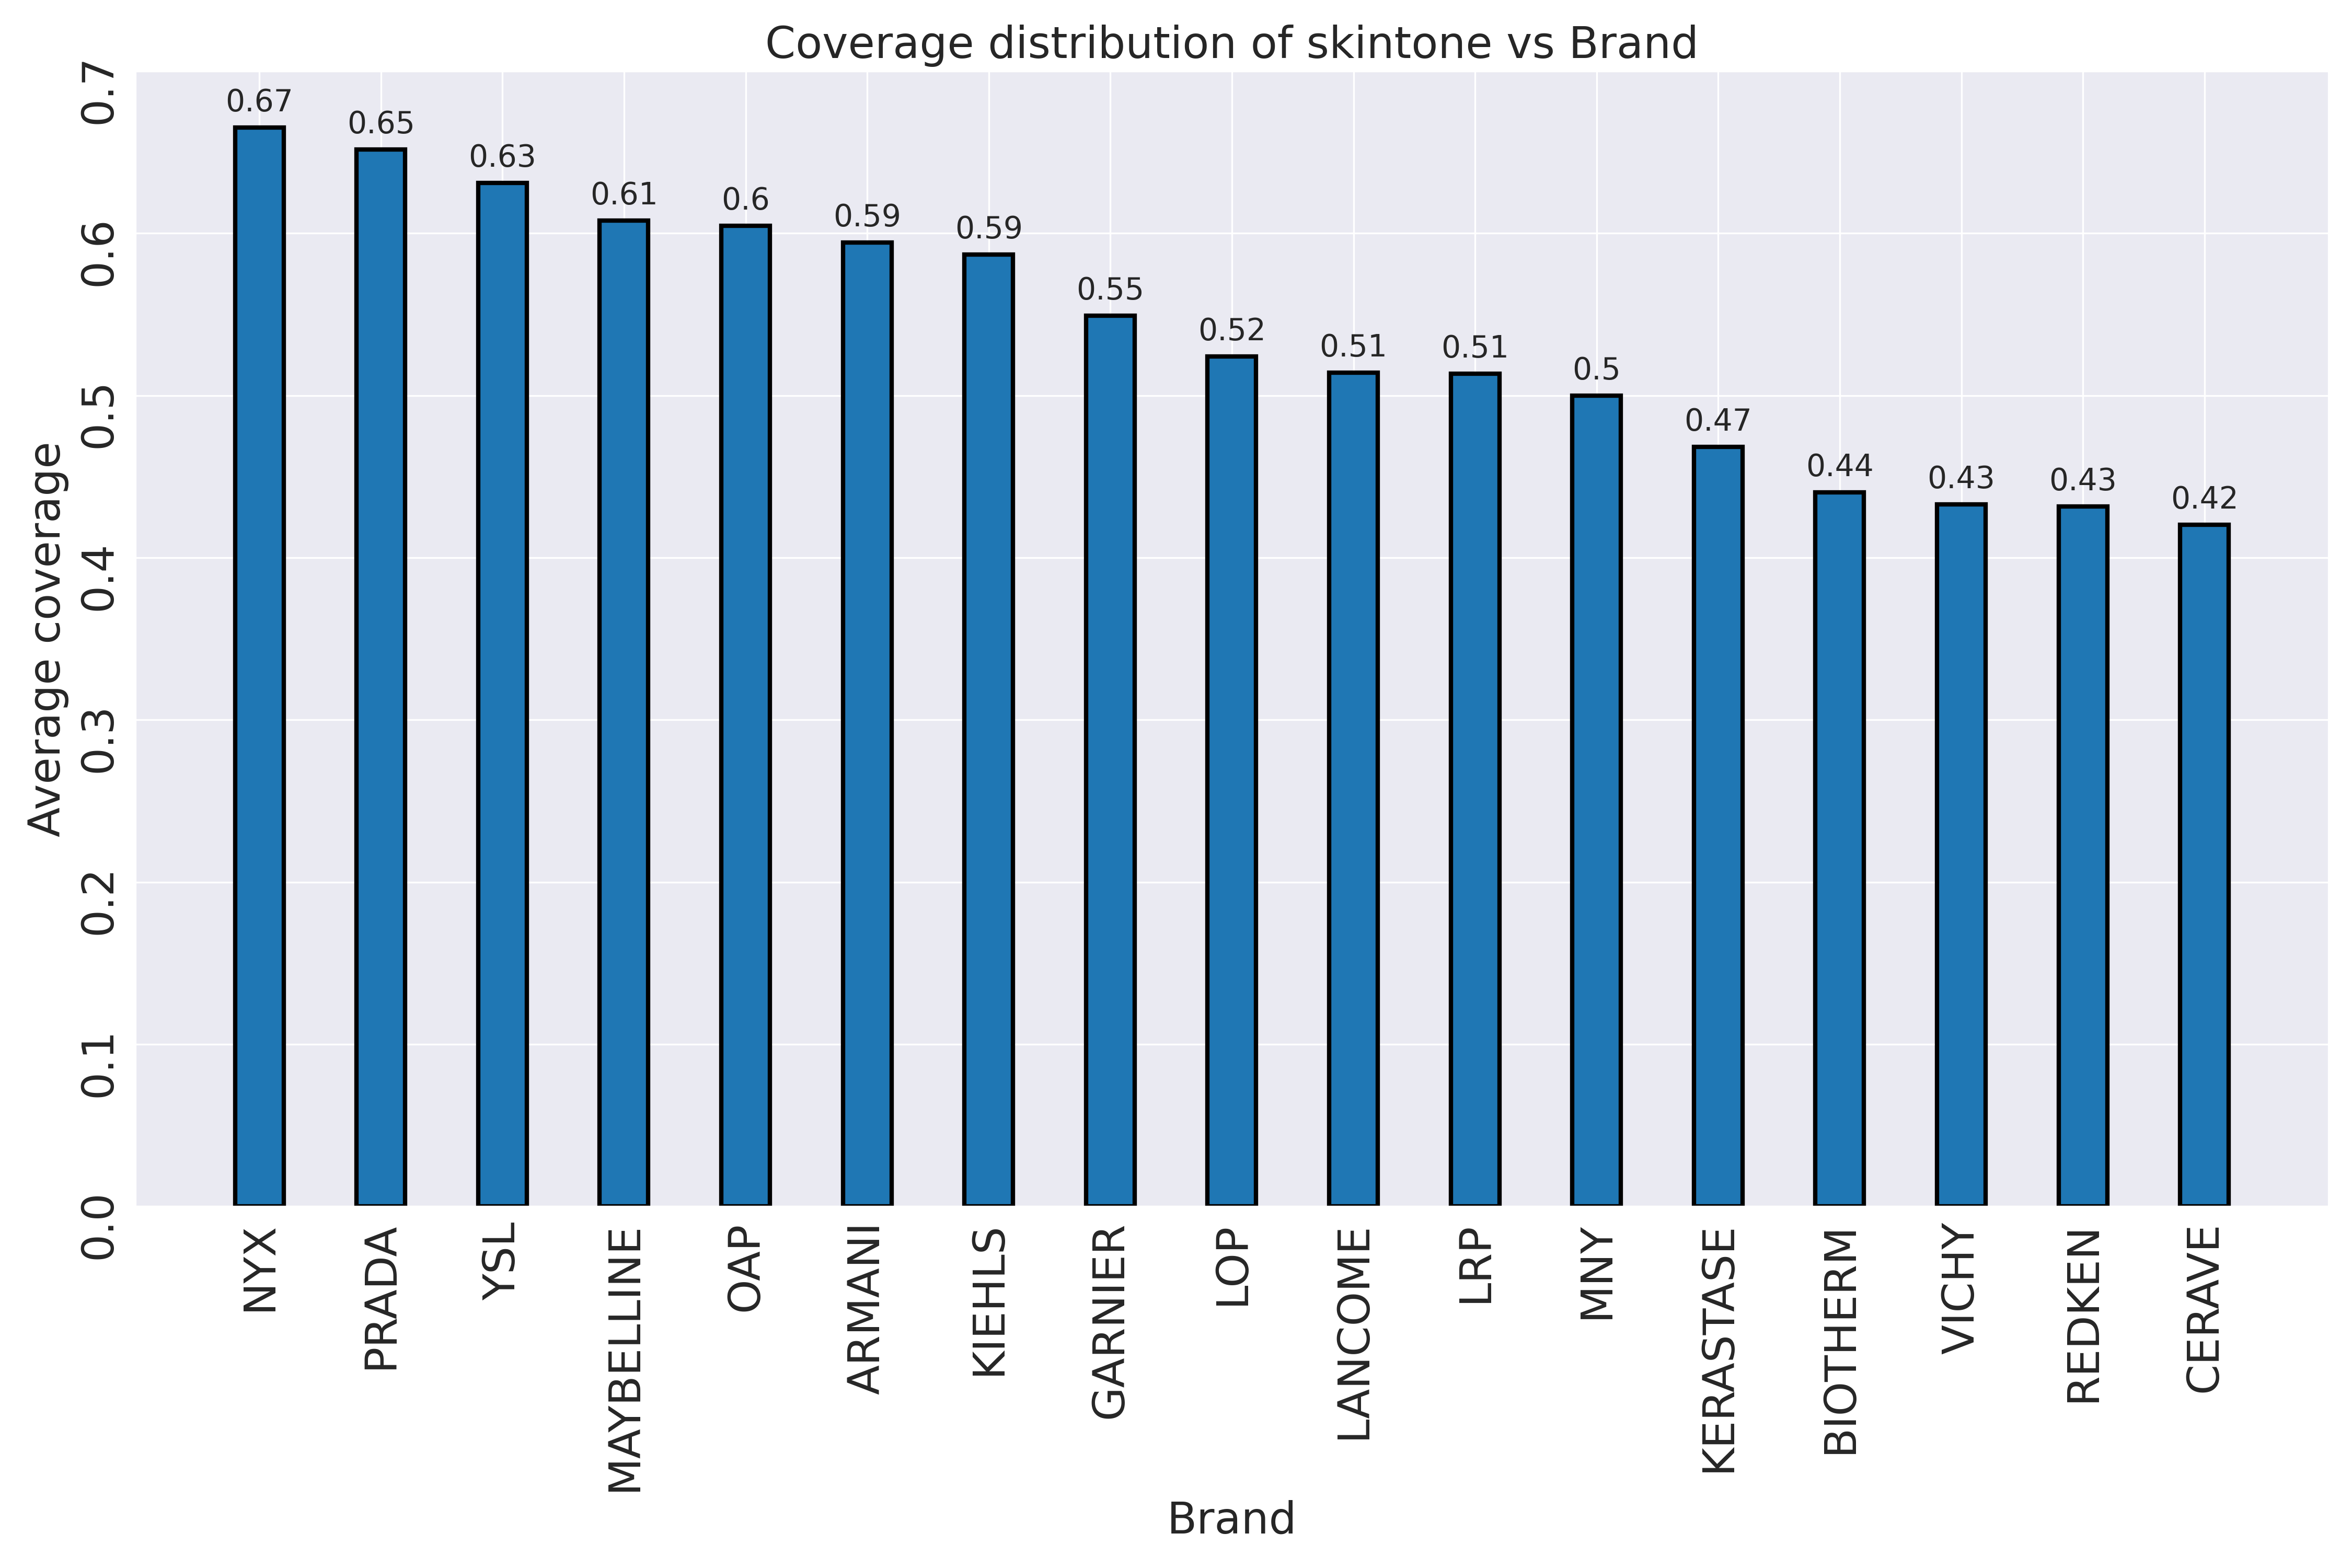 Coverage distribution of skintone vs Brand
Average coverage
0.7
0.6
0.5
0.4
0.3
0.2
0.1
0.0
0.67
0.65
0.63
0.61
0.6
0.59
0.59
0.55
0.52
0.51
0.51
0.5
0.47
0.44
0.43
0.43
0.42
NYX
PRADA
YSL
MAYBELLINE
OAP
ARMANI
KIEHLS
GARNIER
LOP
LANCOME
LRP
MNY
KERASTASE
BIOTHERM
VICHY
REDKEN
CERAVE
Brand